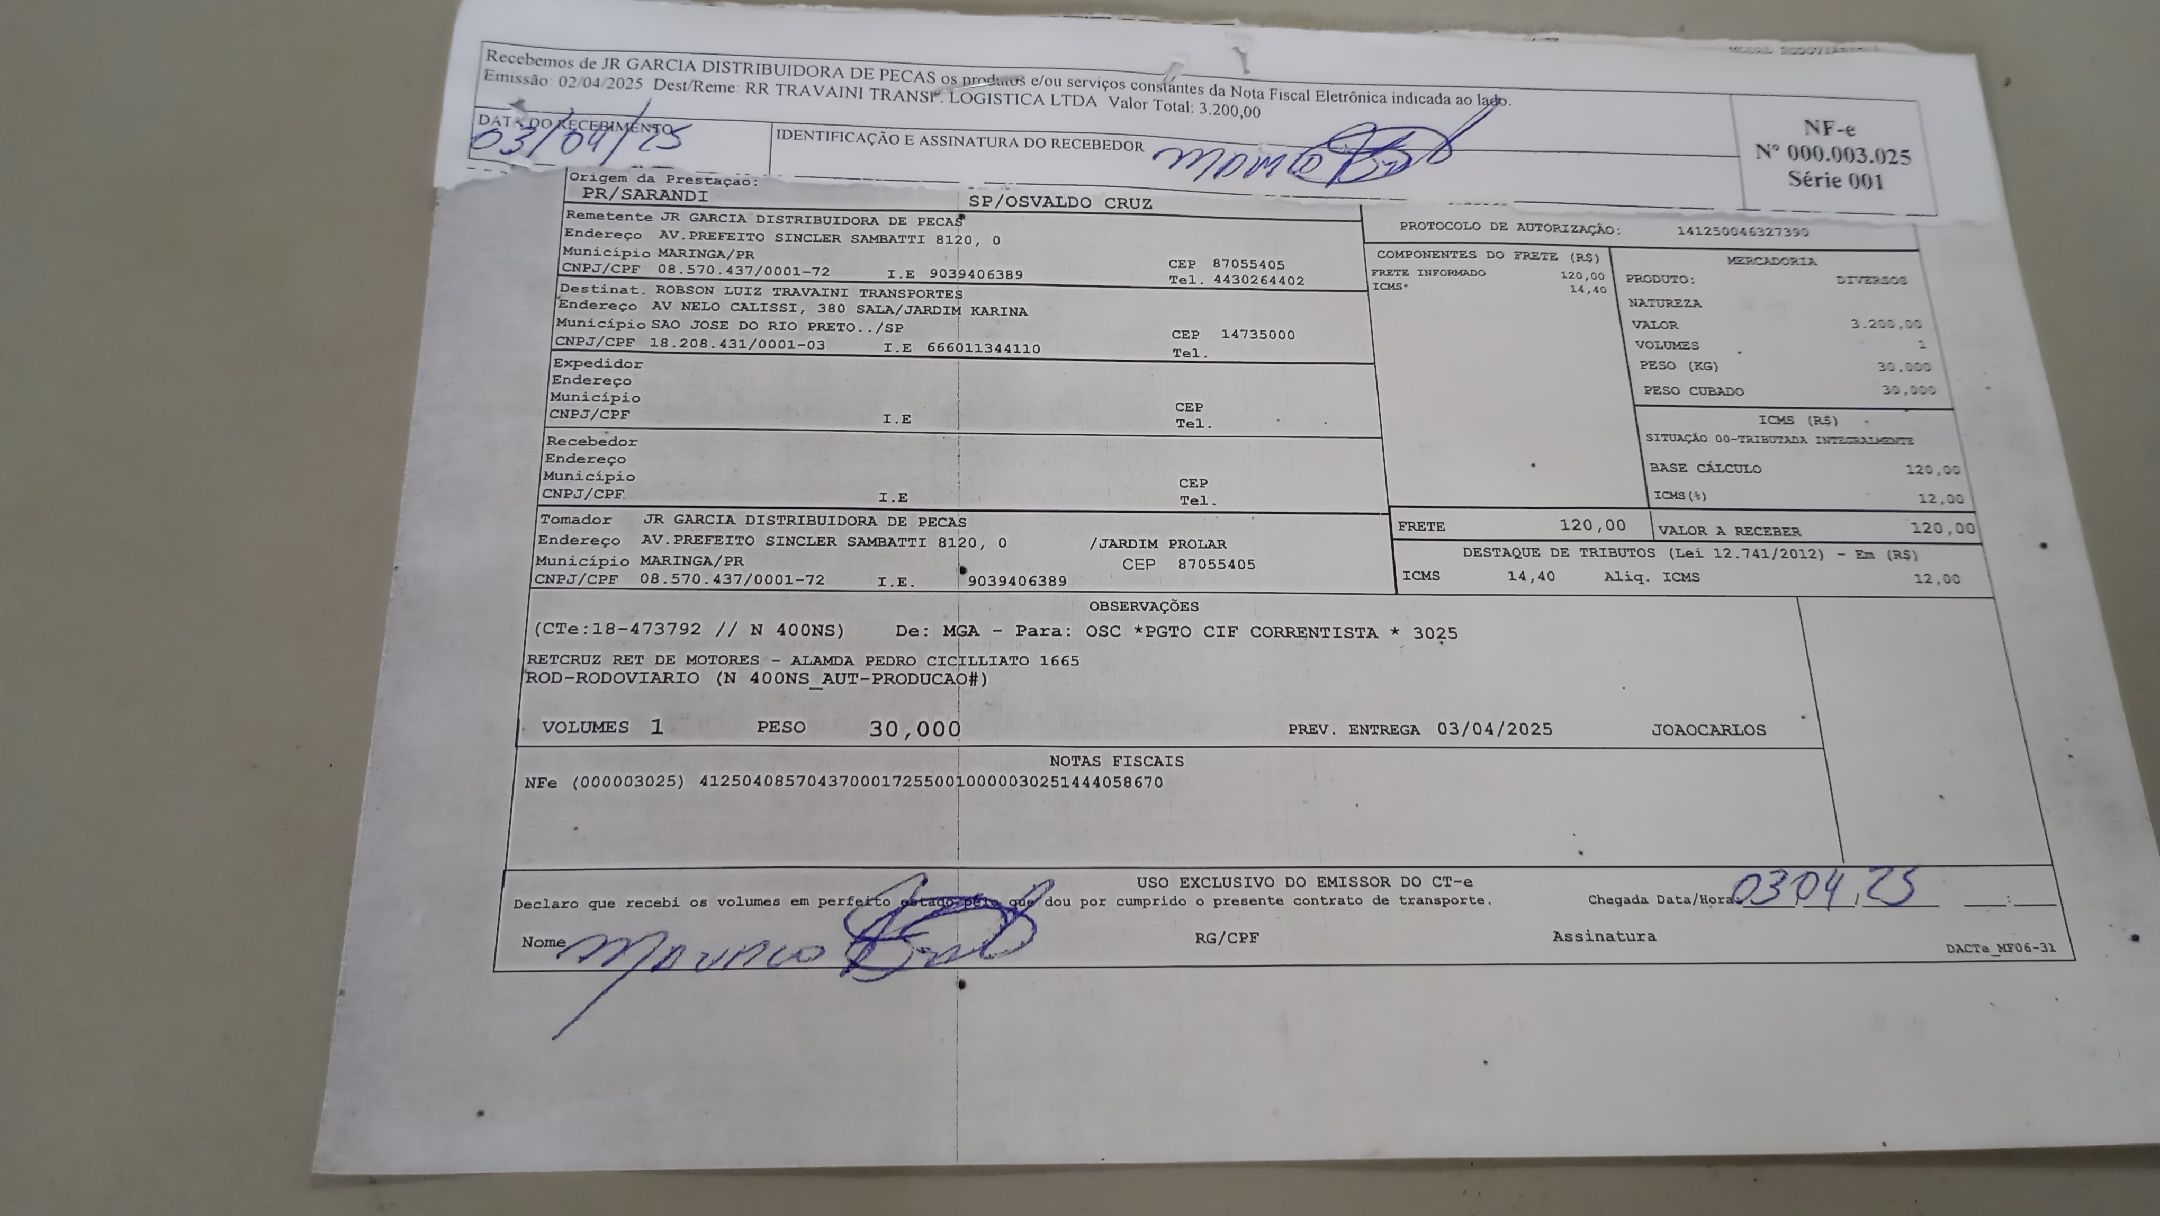 Recebemos de JR GARCIA DISTRIBUIDORA DE PECAS os produtos e/ou serviços constantes da Nota Fiscal Eletrônica indicada ao lado.
Emissão: 02/04/2025 Dest/Reme: RR TRAVAINI TRANSP. LOGISTICA LTDA Valor Total: 3.200,00
DATA DO RECEBIMENTO
03/04/25
IDENTIFICAÇÃO E ASSINATURA DO RECEBEDOR
NF-e
Nº 000.003.025
Série 001
Origem da Prestação:
PR/SARANDI
SP/OSVALDO CRUZ
Remetente JR GARCIA DISTRIBUIDORA DE PECAS
Endereço AV.PREFEITO SINCLER SAMBATTI 8120, 0
Município MARINGA/PR CEP 87055405
CNPJ/CPF 08.570.437/0001-72 I.E 9039406389 Tel. 4430264402
Destinat. ROBSON LUIZ TRAVAINI TRANSPORTES
Endereço AV NELO CALISSI, 380 SALA/JARDIM KARINA
Município SAO JOSE DO RIO PRETO../SP CEP 14735000
CNPJ/CPF 18.208.431/0001-03 I.E 666011344110 Tel.
Expedidor
Endereço
Município CEP
CNPJ/CPF I.E Tel.
Recebedor
Endereço
Município CEP
CNPJ/CPF I.E Tel.
Tomador JR GARCIA DISTRIBUIDORA DE PECAS
Endereço AV.PREFEITO SINCLER SAMBATTI 8120, 0 /JARDIM PROLAR
Município MARINGA/PR CEP 87055405
CNPJ/CPF 08.570.437/0001-72 I.E. 9039406389
PROTOCOLO DE AUTORIZAÇÃO: 141250046327390
COMPONENTES DO FRETE (R$)
FRETE INFORMADO 120,00
ICMS* 14,40
MERCADORIA
PRODUTO: DIVERSOS
NATUREZA
VALOR 3.200,00
VOLUMES 1
PESO (KG) 30,000
PESO CUBADO 30,000
ICMS (R$)
SITUAÇÃO 00-TRIBUTADA INTEGRALMENTE
BASE CÁLCULO 120,00
ICMS(%) 12,00
FRETE 120,00 VALOR A RECEBER 120,00
DESTAQUE DE TRIBUTOS (Lei 12.741/2012) - Em (R$)
ICMS 14,40 Aliq. ICMS 12,00
OBSERVAÇÕES
(CTe:18-473792 // N 400NS) De: MGA - Para: OSC *PGTO CIF CORRENTISTA * 3025
RETCRUZ RET DE MOTORES - ALAMDA PEDRO CICILLIATO 1665
ROD-RODOVIARIO (N 400NS_AUT-PRODUCAO#)
VOLUMES 1 PESO 30,000 PREV. ENTREGA 03/04/2025 JOAOCARLOS
NOTAS FISCAIS
NFe (000003025) 41250408570437000172550010000030251444058670
USO EXCLUSIVO DO EMISSOR DO CT-e
Declaro que recebi os volumes em perfeito estado pelo que dou por cumprido o presente contrato de transporte. Chegada Data/Hora 03 04 25
Nome RG/CPF Assinatura
DACTe_MF06-31